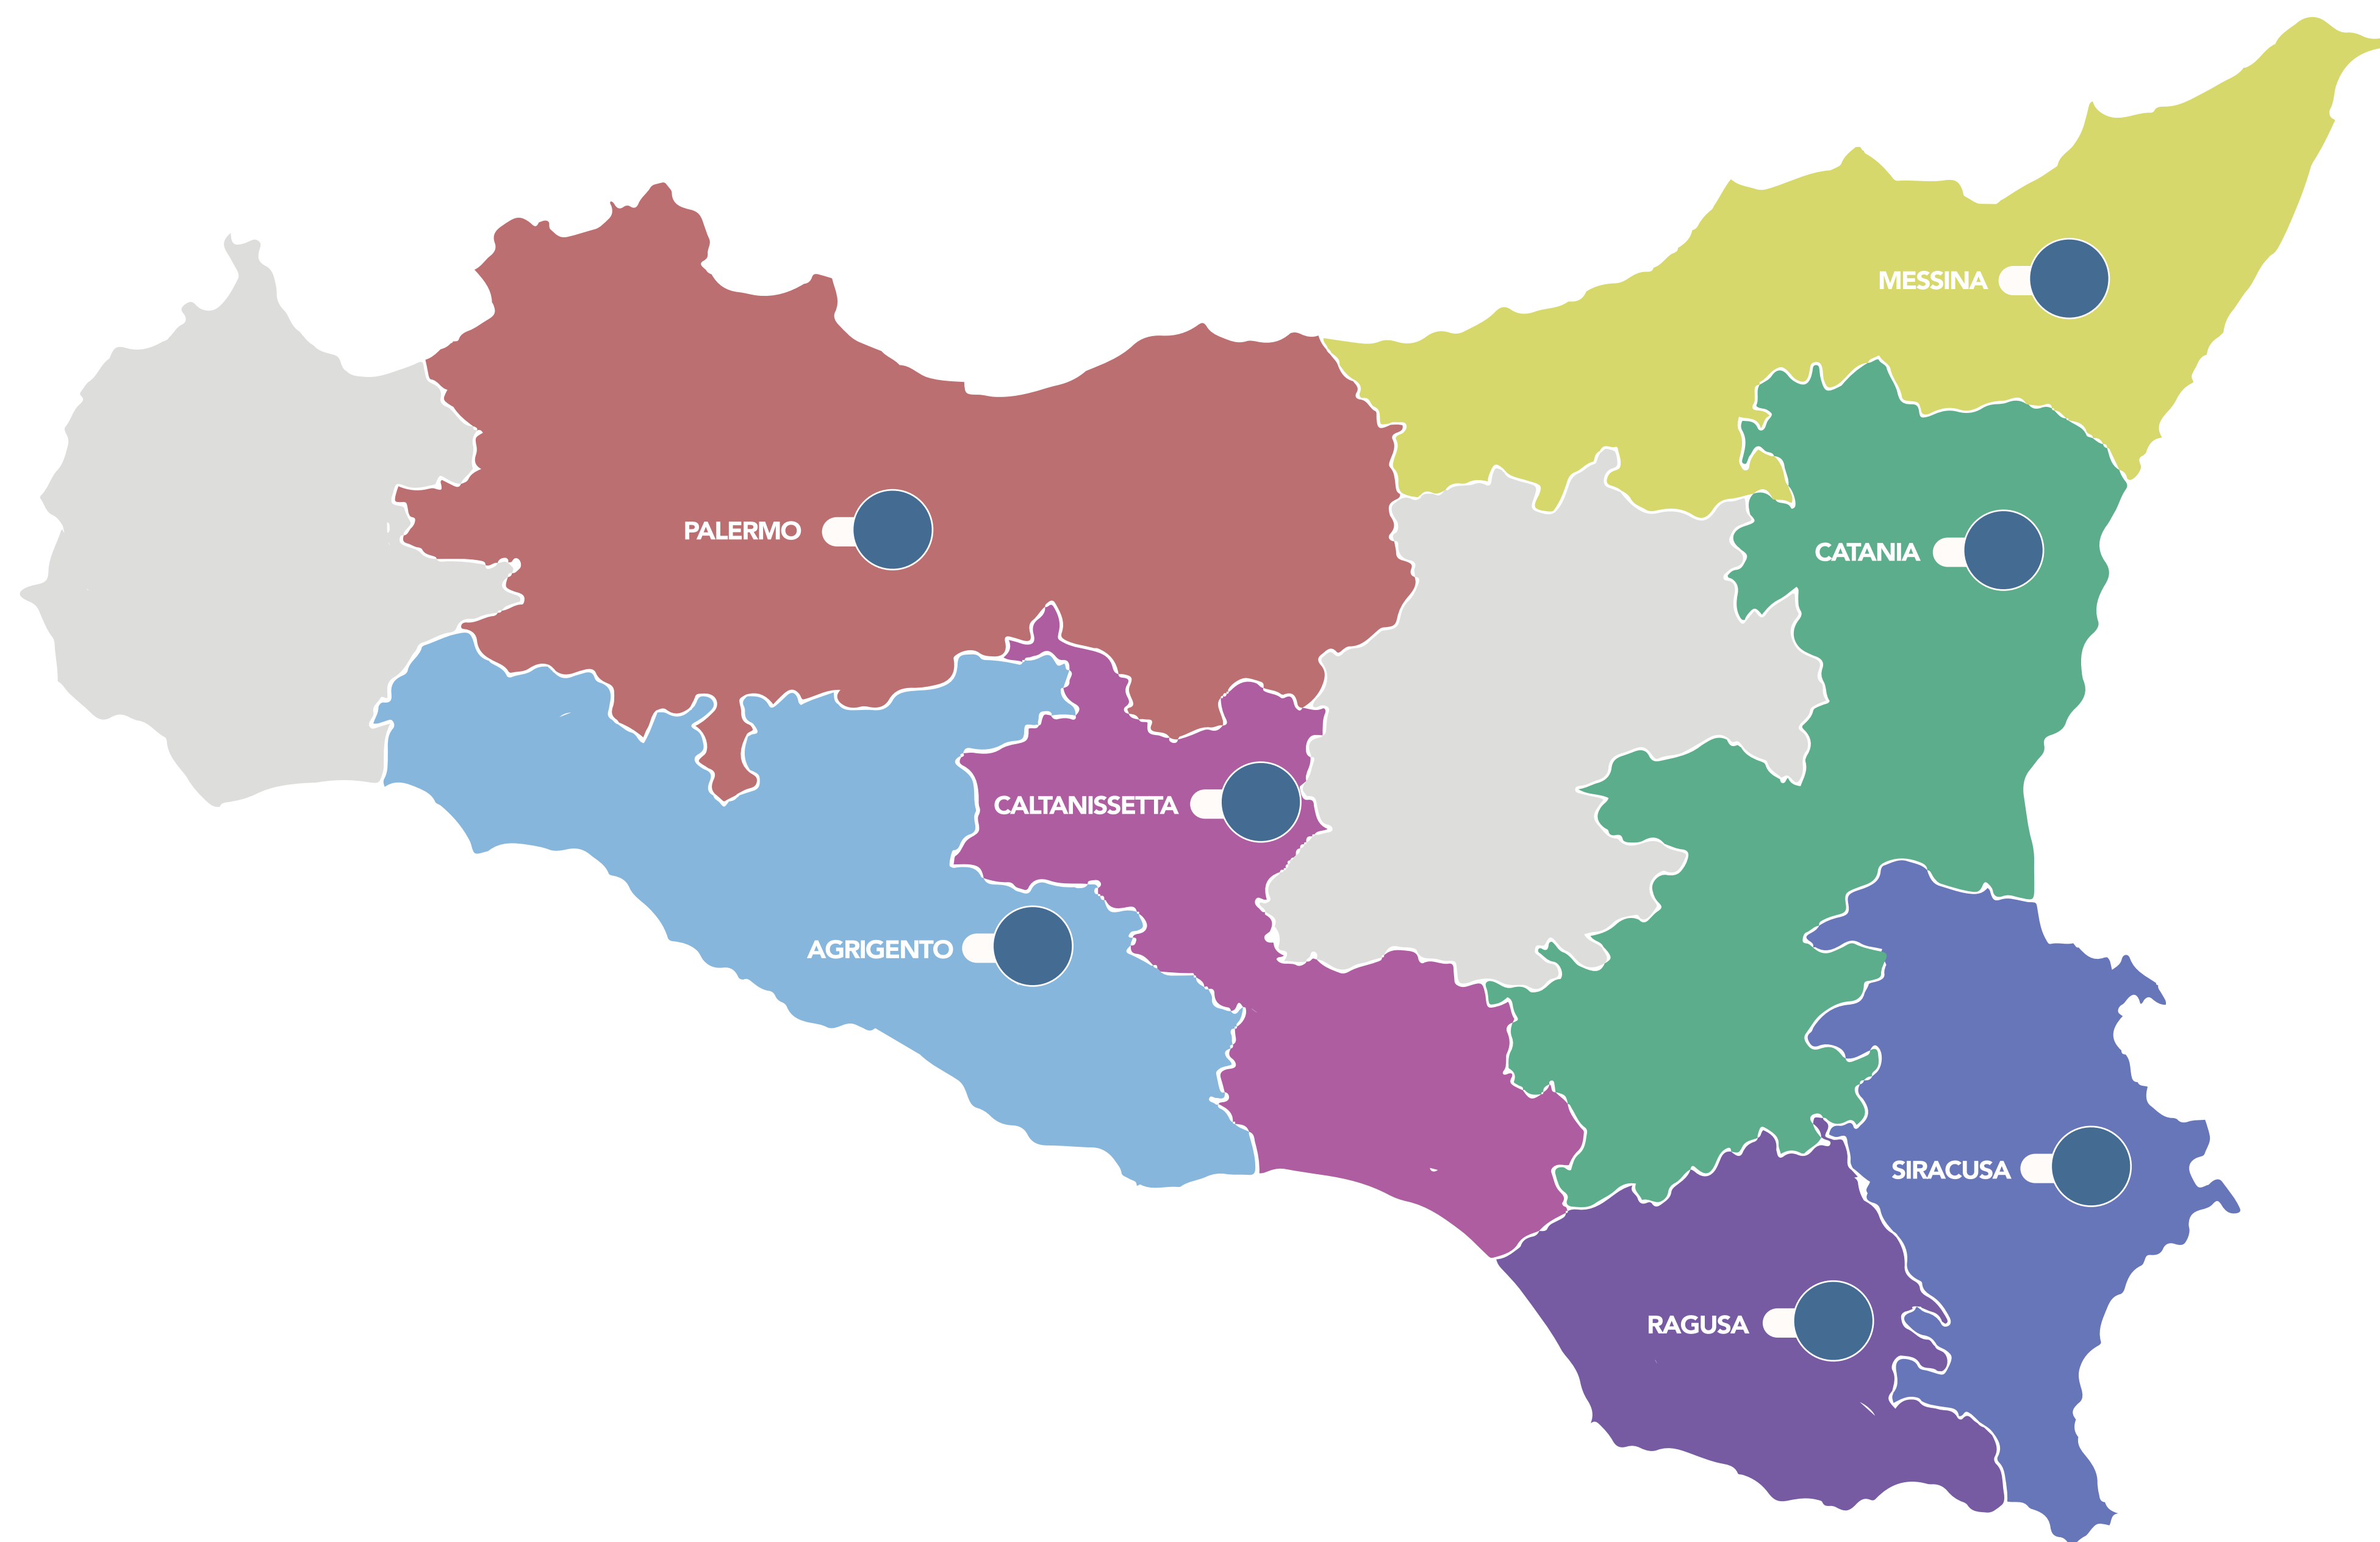 MESSINA
PALERMO
CATANIA
CALTANISSETTA
AGRIGENTO
SIRACUSA
RAGUSA